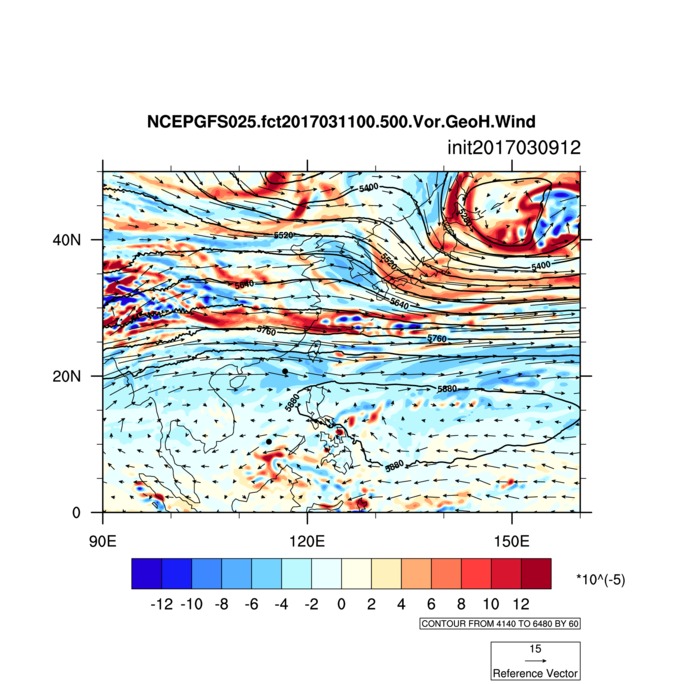 NCEPGFS025.fct2017031100.500.Vor.GeoH.Wind
init2017030912
5400
5520
5400
5520
5640
5640
5760
5760
5880
5880
5880
40N
20N
0
90E 120E 150E
-12 -10 -8 -6 -4 -2 0 2 4 6 8 10 12
*10^(-5)
CONTOUR FROM 4140 TO 6480 BY 60
15
Reference Vector